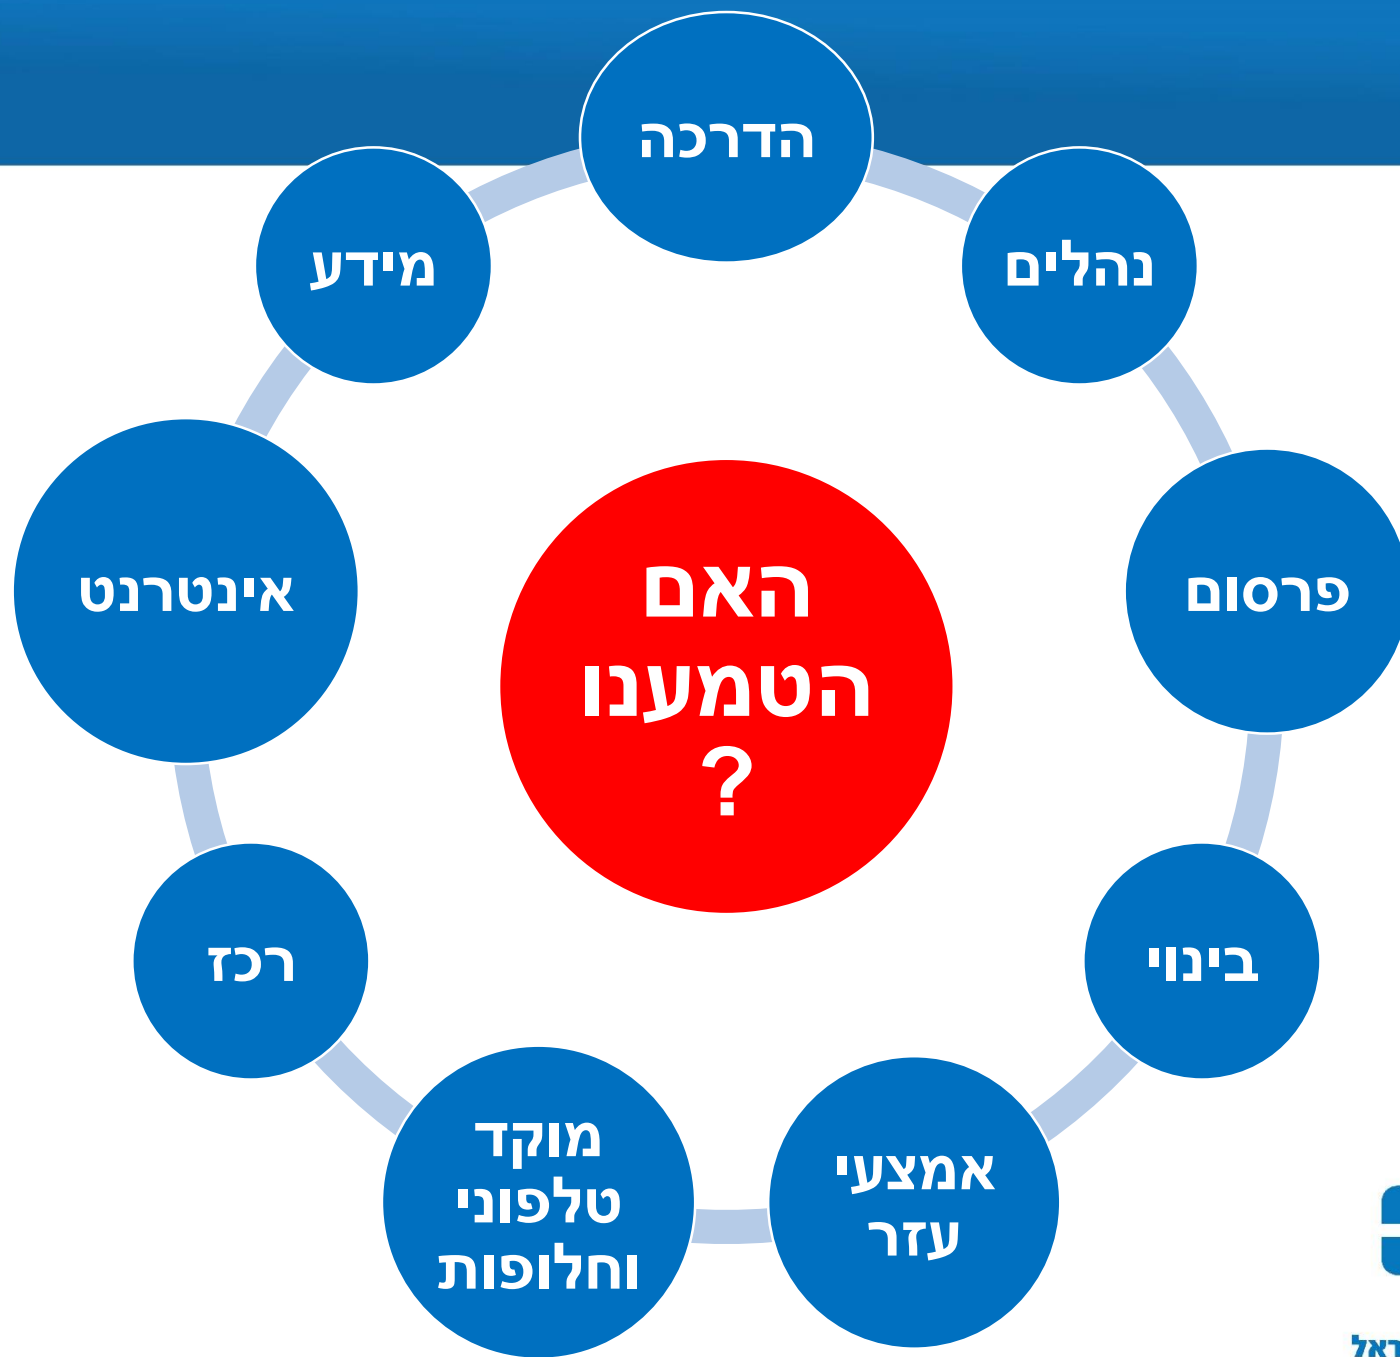 הדרכה
נהלים
פרסום
בינוי
אמצעי
עזר
מוקד
טלפוני
וחלופות
רכז
אינטרנט
מידע
האם
הטמענו
?